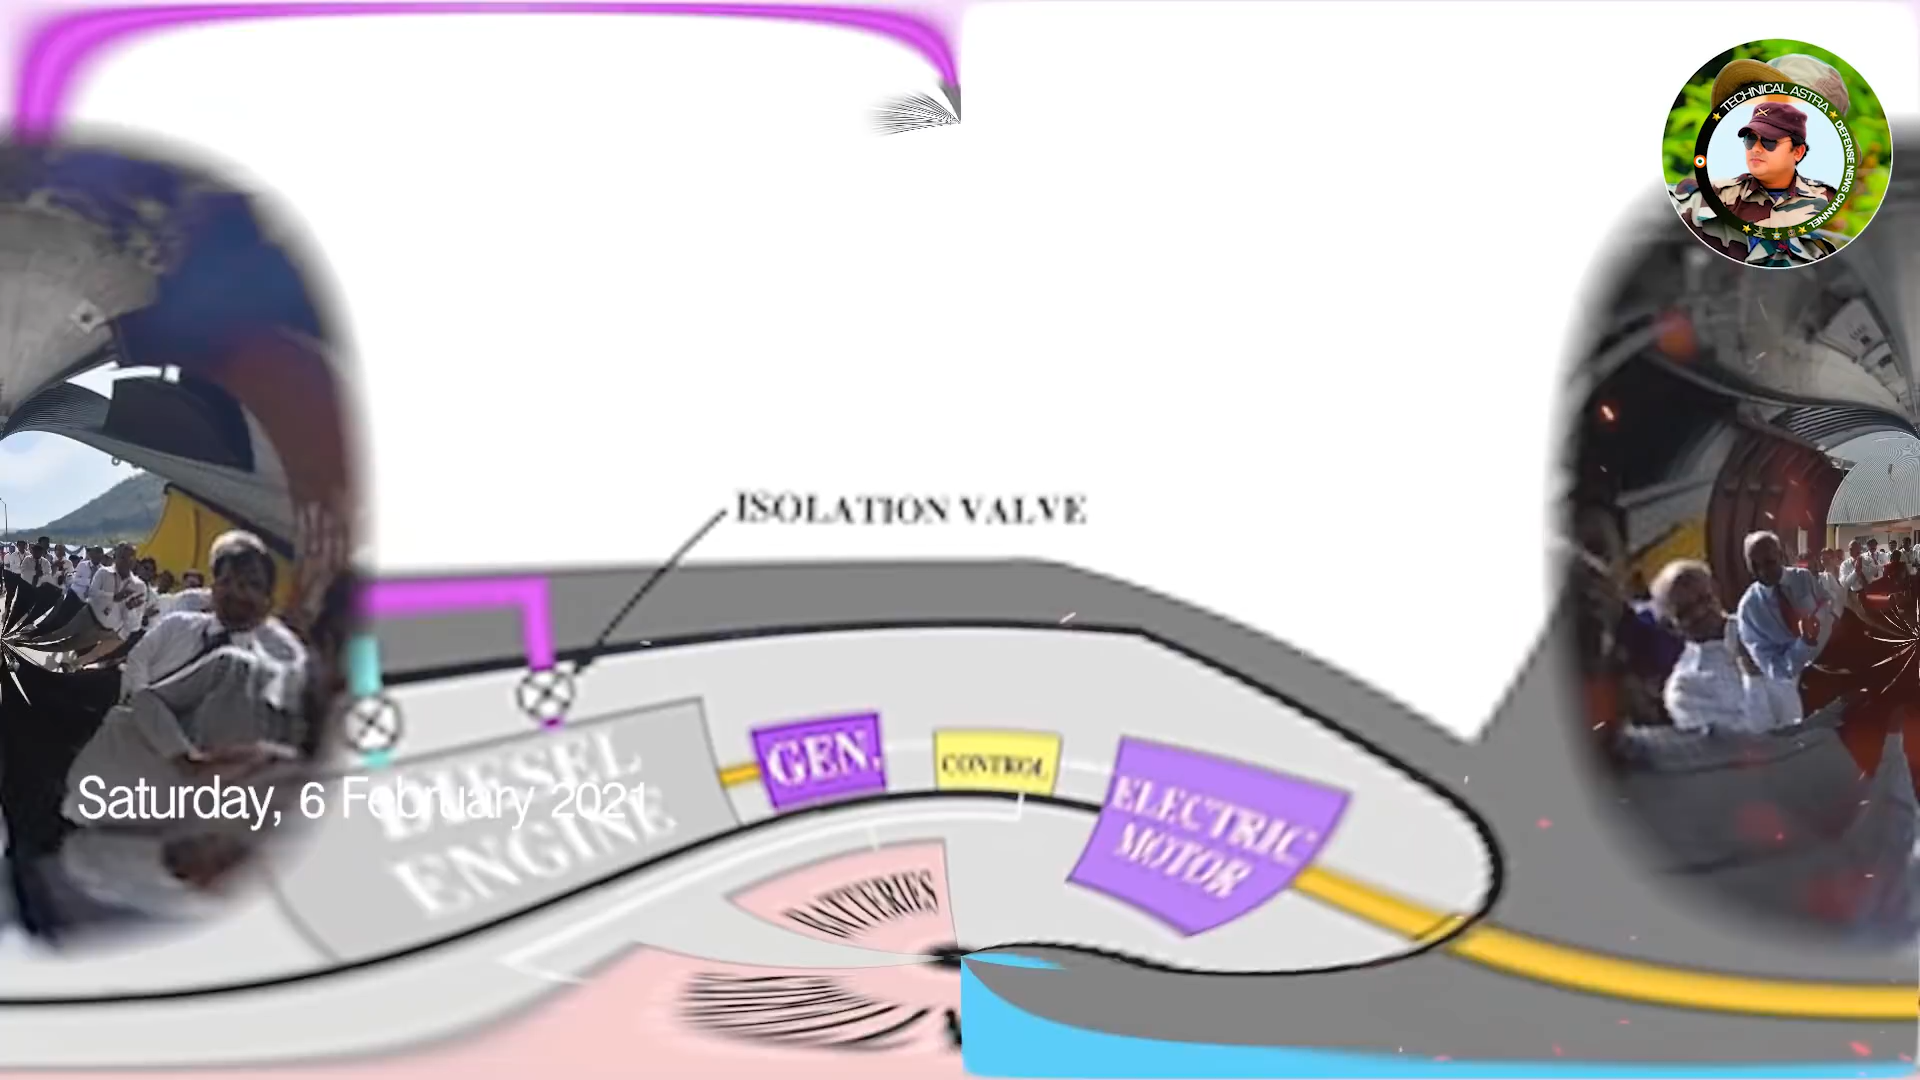 TECHNICAL ASTRA
DEFENSE NEWS CHANNEL
ISOLATION VALVE
GEN.
CONTROL
DIESEL
ENGINE
ELECTRIC
MOTOR
Saturday, 6 February 2021
BATTERIES